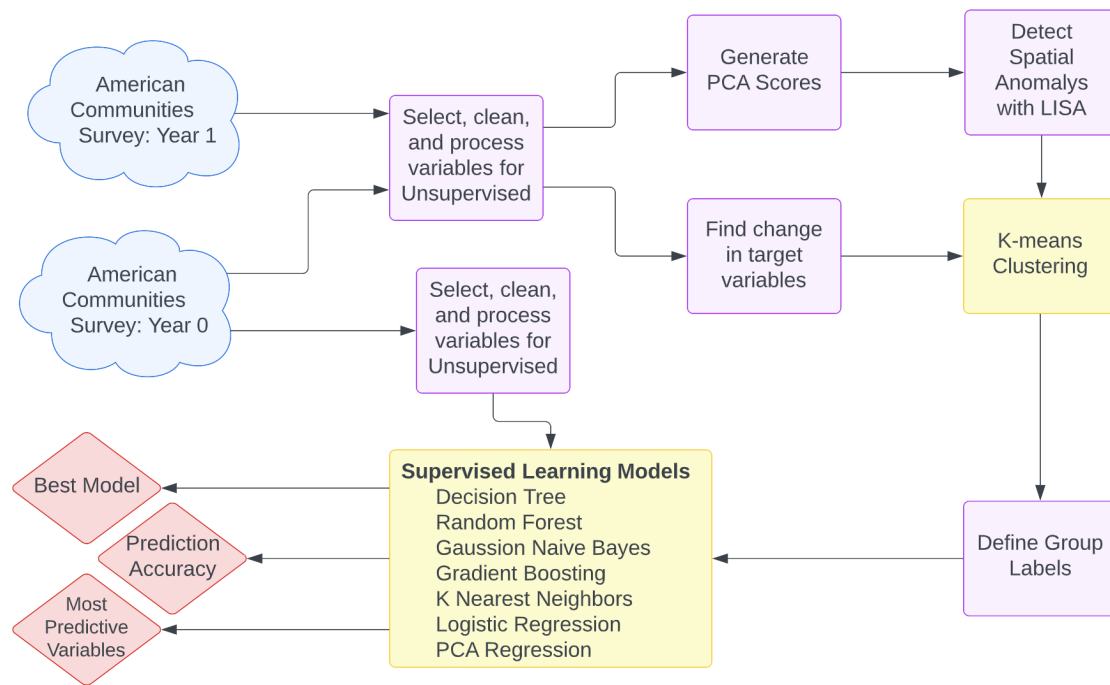 American
Communities
Survey: Year 1
Select, clean,
and process
variables for
Unsupervised
Generate
PCA Scores
Detect
Spatial
Anomalys
with LISA
Find change
in target
variables
K-means
Clustering
American
Communities
Survey: Year 0
Select, clean,
and process
variables for
Unsupervised
Supervised Learning Models
Decision Tree
Random Forest
Gaussion Naive Bayes
Gradient Boosting
K Nearest Neighbors
Logistic Regression
PCA Regression
Define Group
Labels
Best Model
Prediction
Accuracy
Most
Predictive
Variables